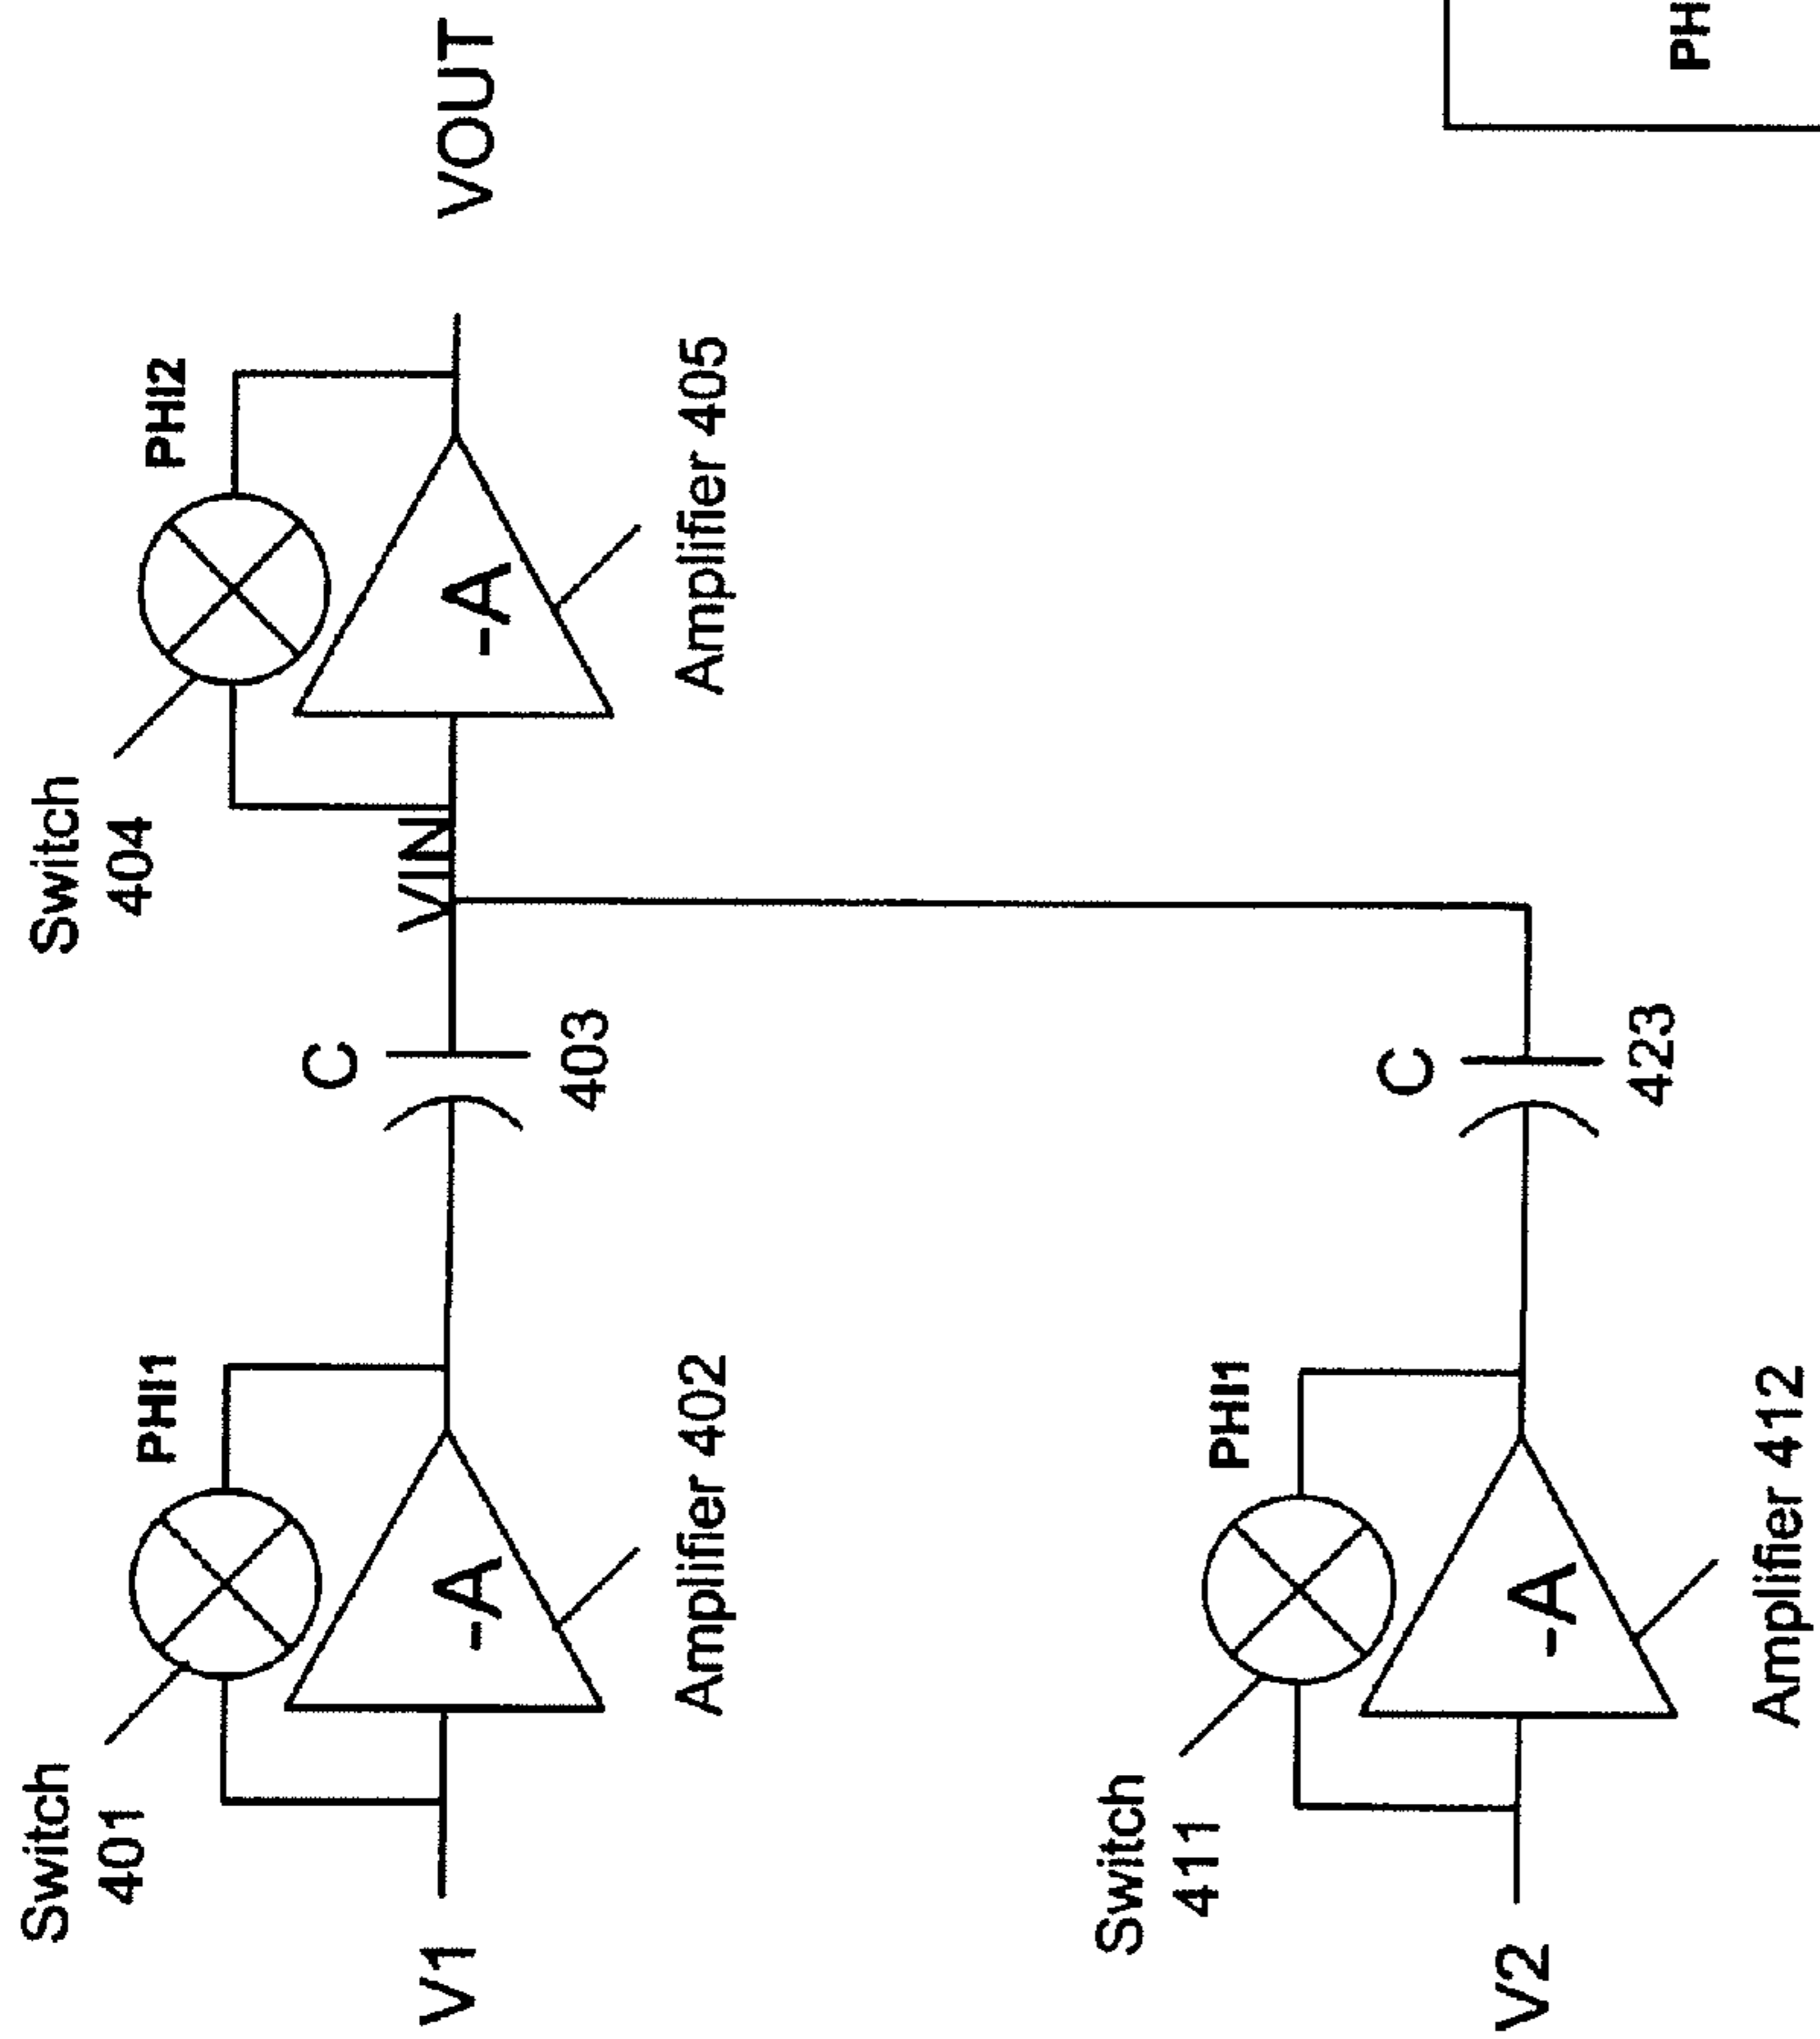 Switch
401
PHI1
-A
V1
Amplifier 402
C
403
VIN
Switch
404
PHI2
-A
Amplifier 405
VOUT
Switch
411
PHI1
-A
V2
Amplifier 412
C
423
PH